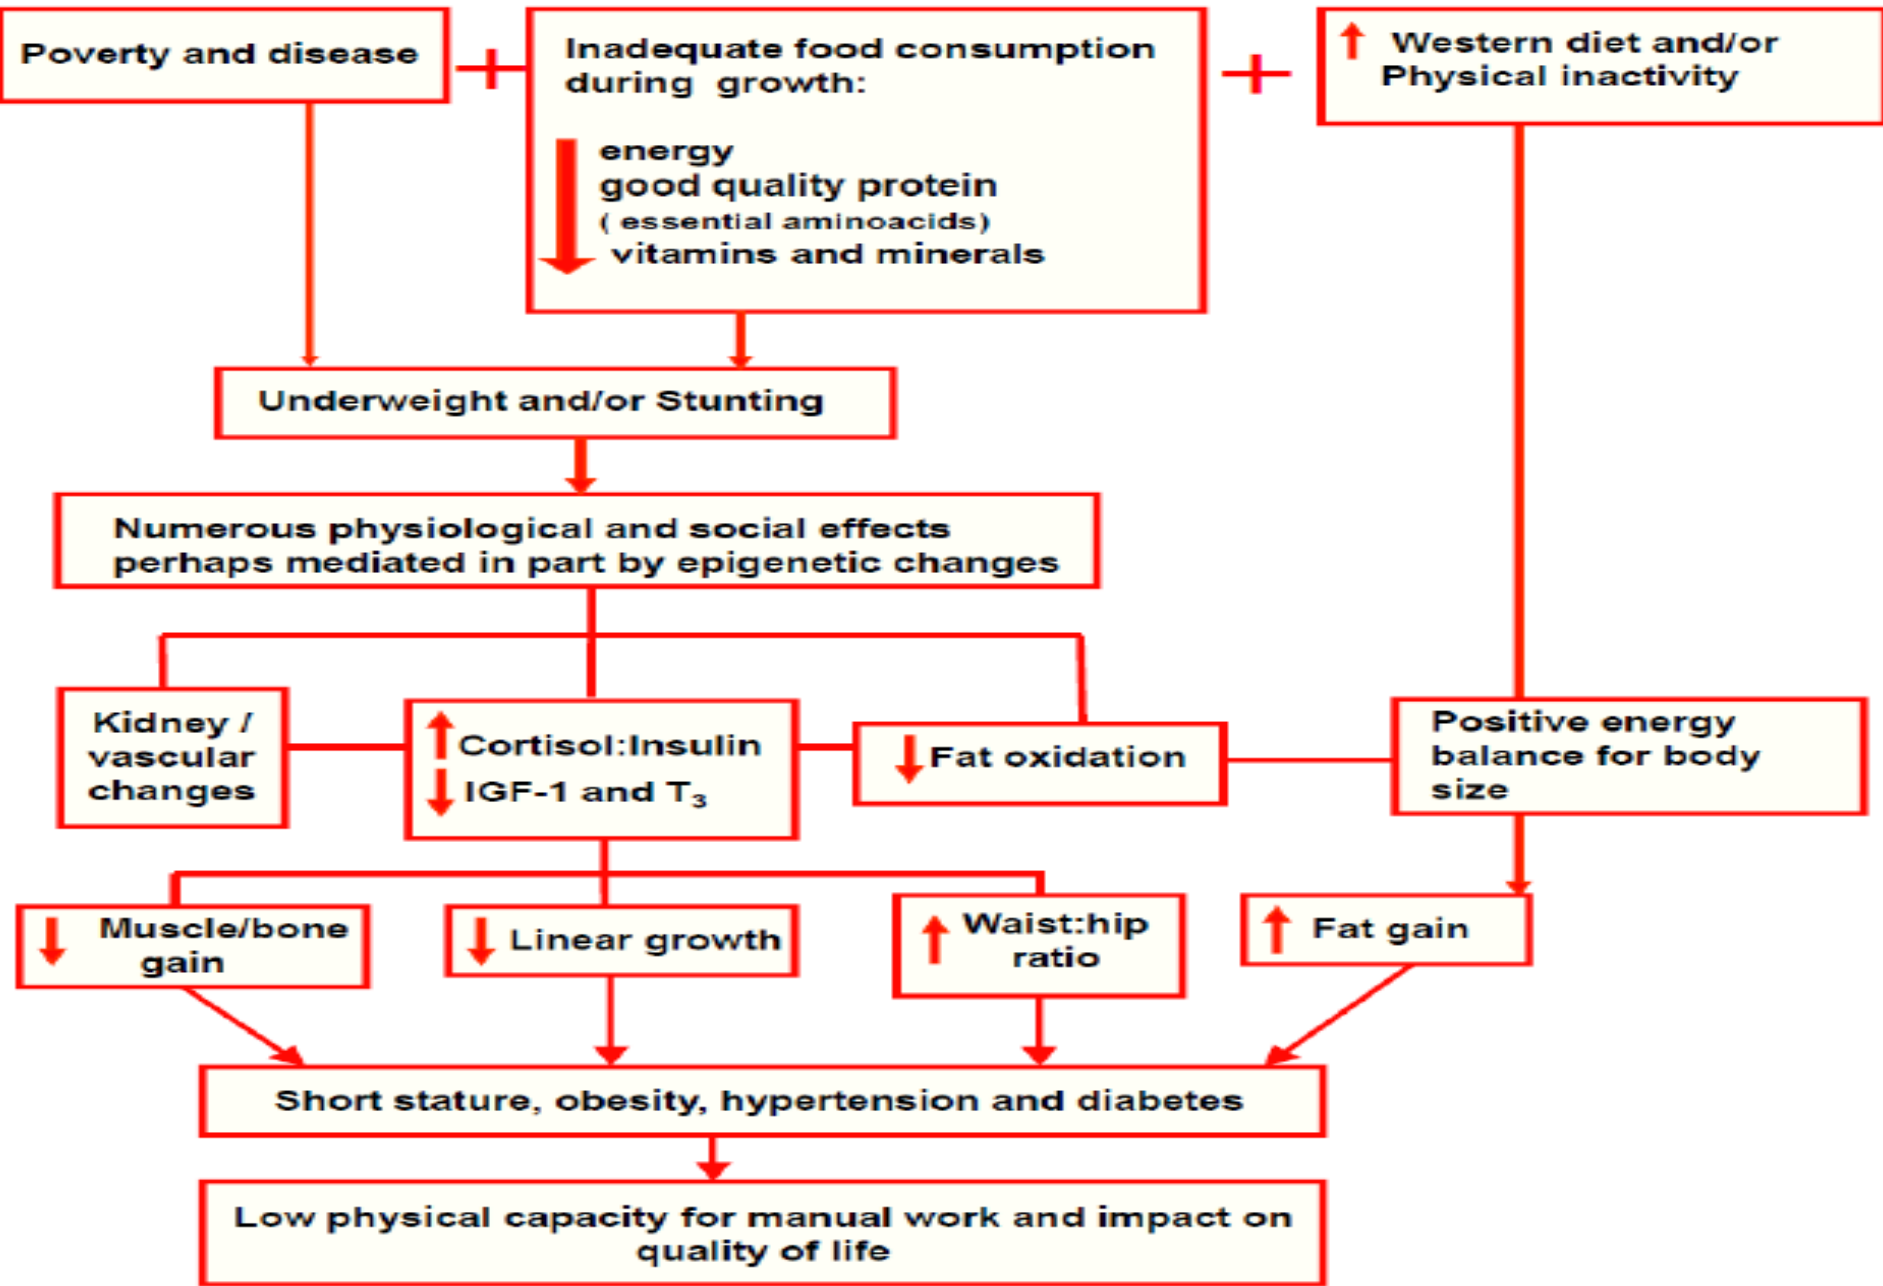 Poverty and disease
Inadequate food consumption
during growth:
energy
good quality protein
( essential aminoacids)
vitamins and minerals
Western diet and/or
Physical inactivity
Underweight and/or Stunting
Numerous physiological and social effects
perhaps mediated in part by epigenetic changes
Kidney /
vascular
changes
Cortisol:Insulin
IGF-1 and T₃
Fat oxidation
Positive energy
balance for body
size
Muscle/bone
gain
Linear growth
Waist:hip
ratio
Fat gain
Short stature, obesity, hypertension and diabetes
Low physical capacity for manual work and impact on
quality of life